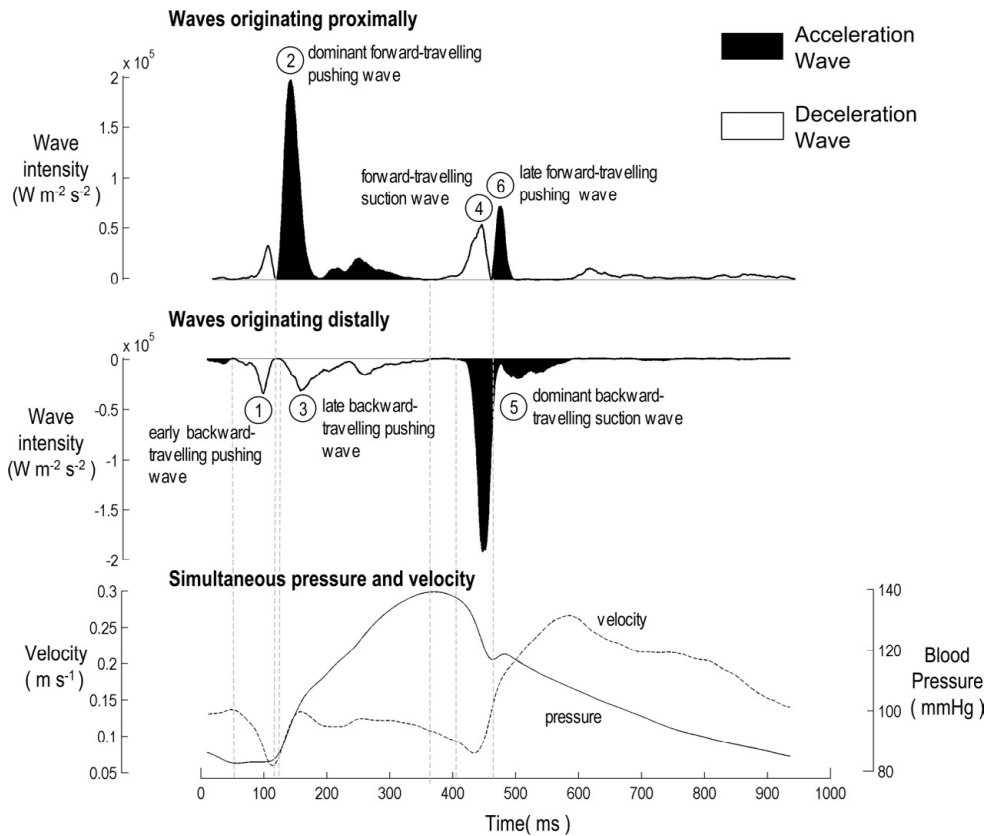 Waves originating proximally
x 10⁵
2
1.5
1
0.5
0
Wave
intensity
(W m⁻² s⁻²)
2
dominant forward-travelling
pushing wave
forward-travelling
suction wave
4
6
late forward-travelling
pushing wave
Acceleration
Wave
Deceleration
Wave
Waves originating distally
x 10⁵
0
-0.5
-1
-1.5
-2
Wave
intensity
(W m⁻² s⁻²)
1
early backward-
travelling pushing
wave
3
late backward-
travelling pushing
wave
5
dominant backward-
travelling suction wave
Simultaneous pressure and velocity
0.3
0.25
0.2
0.15
0.1
0.05
Velocity
( m s⁻¹)
velocity
pressure
140
120
100
80
Blood
Pressure
( mmHg )
0
100
200
300
400
500
600
700
800
900
1000
Time( ms )